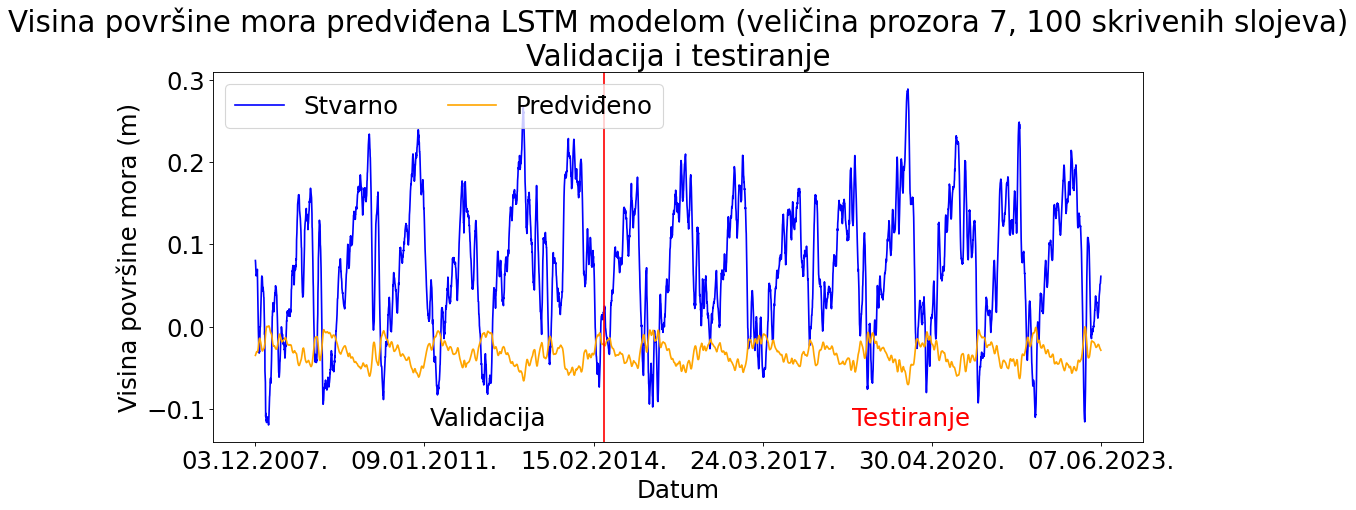 Visina površine mora predviđena LSTM modelom (veličina prozora 7, 100 skrivenih slojeva)
Validacija i testiranje
Stvarno
Predviđeno
Visina površine mora (m)
0.3
0.2
0.1
0.0
−0.1
Validacija
Testiranje
03.12.2007.
09.01.2011.
15.02.2014.
24.03.2017.
30.04.2020.
07.06.2023.
Datum